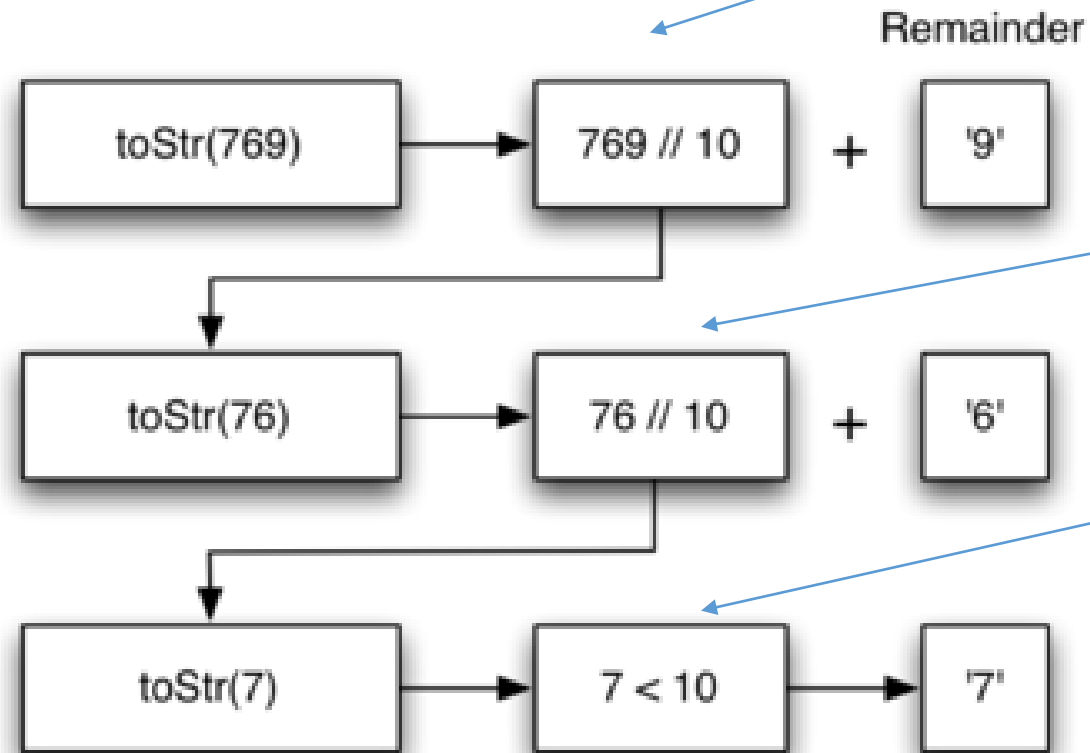 Remainder
toStr(769) 769 // 10 + '9'
toStr(76) 76 // 10 + '6'
toStr(7) 7 < 10 '7'